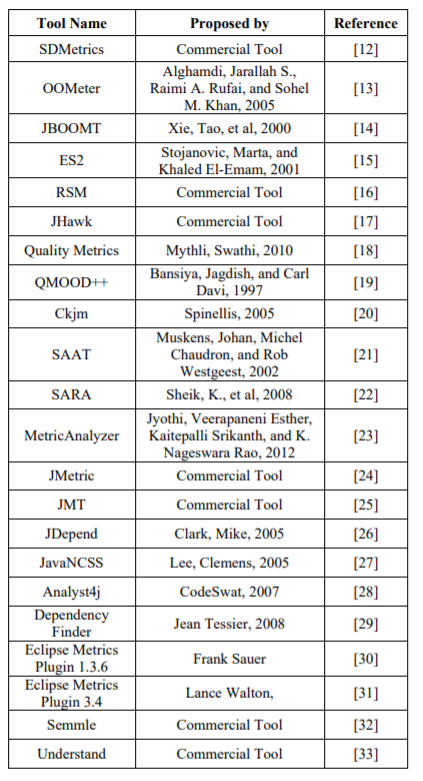 Tool Name Proposed by Reference
SDMetrics Commercial Tool [12]
OOMeter Alghamdi, Jarallah S., Raimi A. Rufai, and Sohel M. Khan, 2005 [13]
JBOOMT Xie, Tao, et al, 2000 [14]
ES2 Stojanovic, Marta, and Khaled El-Emam, 2001 [15]
RSM Commercial Tool [16]
JHawk Commercial Tool [17]
Quality Metrics Mythli, Swathi, 2010 [18]
QMOOD++ Bansiya, Jagdish, and Carl Davi, 1997 [19]
Ckjm Spinellis, 2005 [20]
SAAT Muskens, Johan, Michel Chaudron, and Rob Westgeest, 2002 [21]
SARA Sheik, K., et al, 2008 [22]
MetricAnalyzer Jyothi, Veerapaneni Esther, Kaitepalli Srikanth, and K. Nageswara Rao, 2012 [23]
JMetric Commercial Tool [24]
JMT Commercial Tool [25]
JDepend Clark, Mike, 2005 [26]
JavaNCSS Lee, Clemens, 2005 [27]
Analyst4j CodeSwat, 2007 [28]
Dependency Finder Jean Tessier, 2008 [29]
Eclipse Metrics Plugin 1.3.6 Frank Sauer [30]
Eclipse Metrics Plugin 3.4 Lance Walton, [31]
Semmle Commercial Tool [32]
Understand Commercial Tool [33]